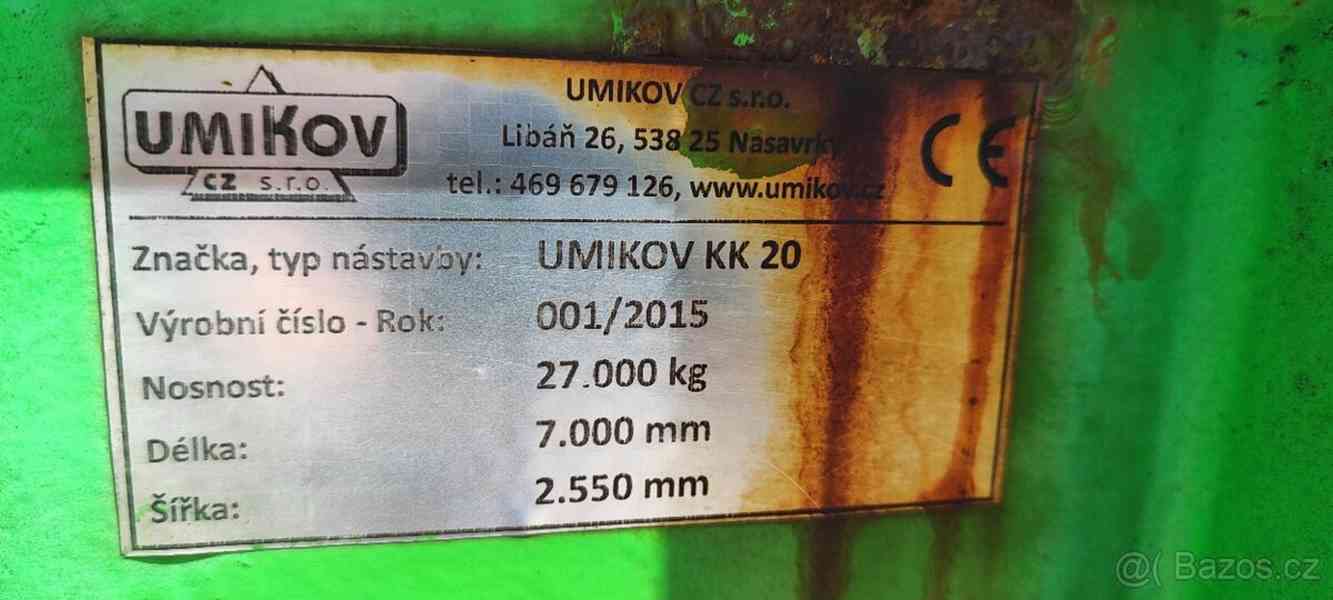 UMIKOV
CZ s.r.o.
UMIKOV CZ s.r.o.
Libáň 26, 538 25 Nasavrky
tel.: 469 679 126, www.umikov.cz
CE
Značka, typ nástavby: UMIKOV KK 20
Výrobní číslo - Rok: 001/2015
Nosnost: 27.000 kg
Délka: 7.000 mm
Šířka: 2.550 mm
@( Bazos.cz